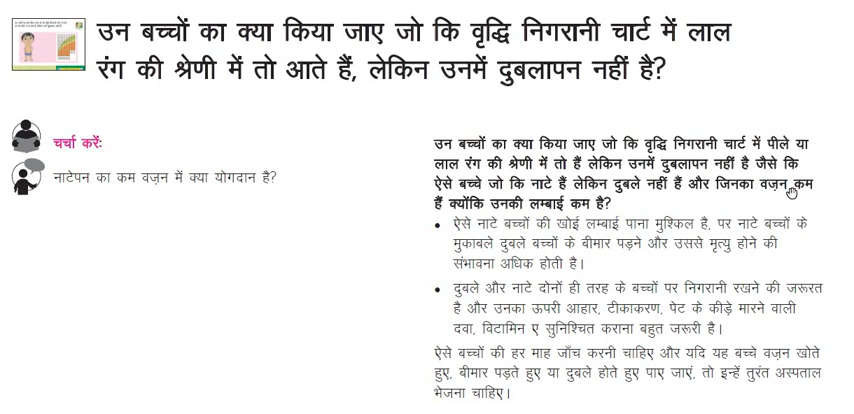 उन बच्चों का क्या किया जाए जो कि वृद्धि निगरानी चार्ट में लाल
रंग की श्रेणी में तो आते हैं, लेकिन उनमें दुबलापन नहीं है?
चर्चा करें:
नाटेपन का कम वज़न में क्या योगदान है?
उन बच्चों का क्या किया जाए जो कि वृद्धि निगरानी चार्ट में पीले या
लाल रंग की श्रेणी में तो हैं लेकिन उनमें दुबलापन नहीं है जैसे कि
ऐसे बच्चे जो कि नाटे हैं लेकिन दुबले नहीं हैं और जिनका वज़न कम
हैं क्योंकि उनकी लम्बाई कम है?
• ऐसे नाटे बच्चों की खोई लम्बाई पाना मुश्किल है, पर नाटे बच्चों के
मुकाबले दुबले बच्चों के बीमार पड़ने और उससे मृत्यु होने की
संभावना अधिक होती है।
• दुबले और नाटे दोनों ही तरह के बच्चों पर निगरानी रखने की जरूरत
है और उनका ऊपरी आहार, टीकाकरण, पेट के कीड़े मारने वाली
दवा, विटामिन ए सुनिश्चित कराना बहुत जरूरी है।
ऐसे बच्चों की हर माह जाँच करनी चाहिए और यदि यह बच्चे वज़न खोते
हुए, बीमार पड़ते हुए या दुबले होते हुए पाए जाएं, तो इन्हें तुरंत अस्पताल
भेजना चाहिए।